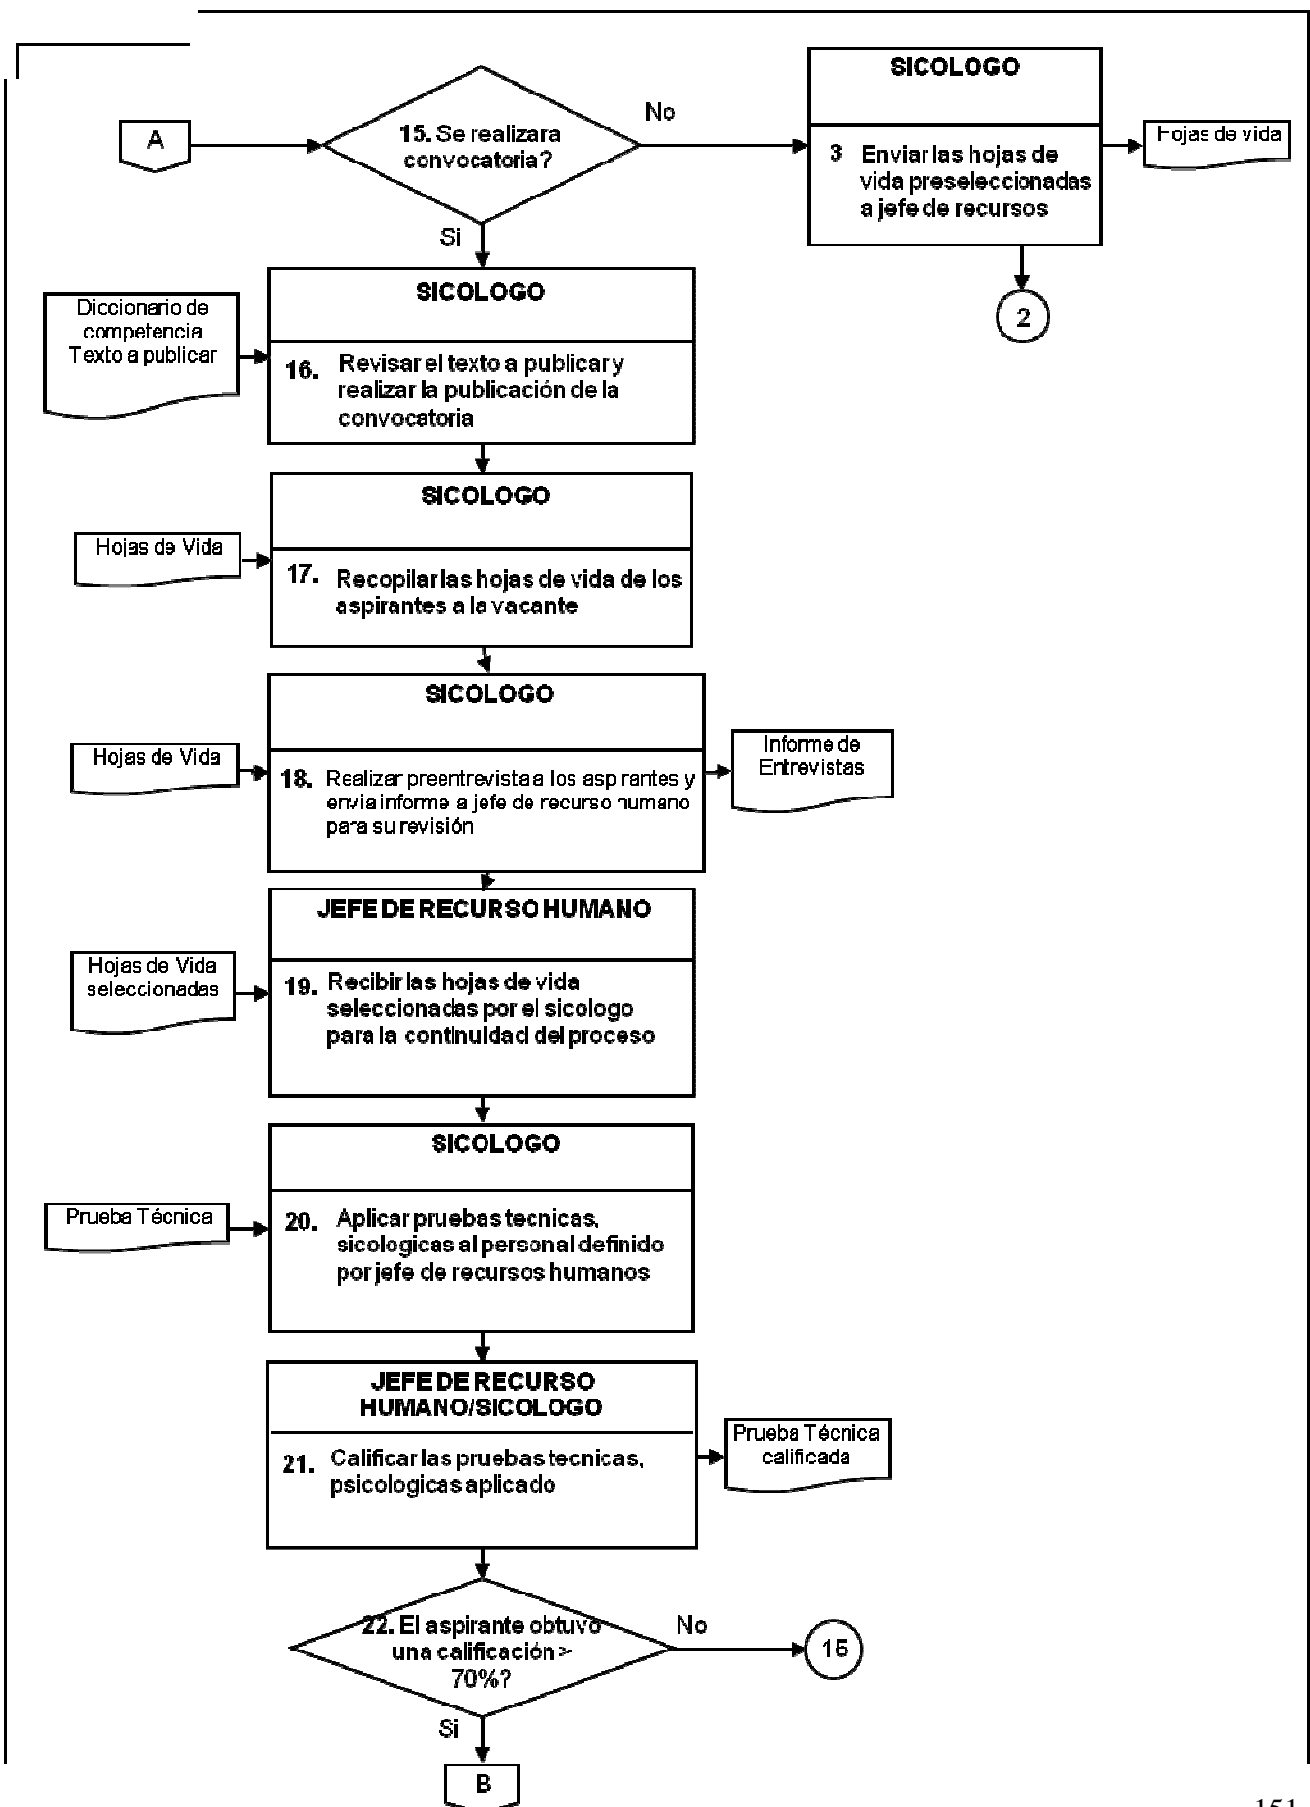 A
15. Se realizara
convocatoria?
No
SICOLOGO
3 Enviar las hojas de
vida preseleccionadas
a jefe de recursos
Hojas de vida
2
Si
Diccionario de
competencia
Texto a publicar
SICOLOGO
16. Revisar el texto a publicar y
realizar la publicación de la
convocatoria
Hojas de Vida
SICOLOGO
17. Recopilar las hojas de vida de los
aspirantes a la vacante
Hojas de Vida
SICOLOGO
18. Realizar preentrevista a los aspirantes y
envia informe a jefe de recurso humano
para su revisión
Informe de
Entrevistas
Hojas de Vida
seleccionadas
JEFE DE RECURSO HUMANO
19. Recibir las hojas de vida
seleccionadas por el sicologo
para la continuidad del proceso
Prueba Técnica
SICOLOGO
20. Aplicar pruebas tecnicas,
sicologicas al personal definido
por jefe de recursos humanos
JEFE DE RECURSO
HUMANO/SICOLOGO
21. Calificar las pruebas tecnicas,
psicologicas aplicado
Prueba Técnica
calificada
22. El aspirante obtuvo
una calificación >
70%?
No
15
Si
B
151